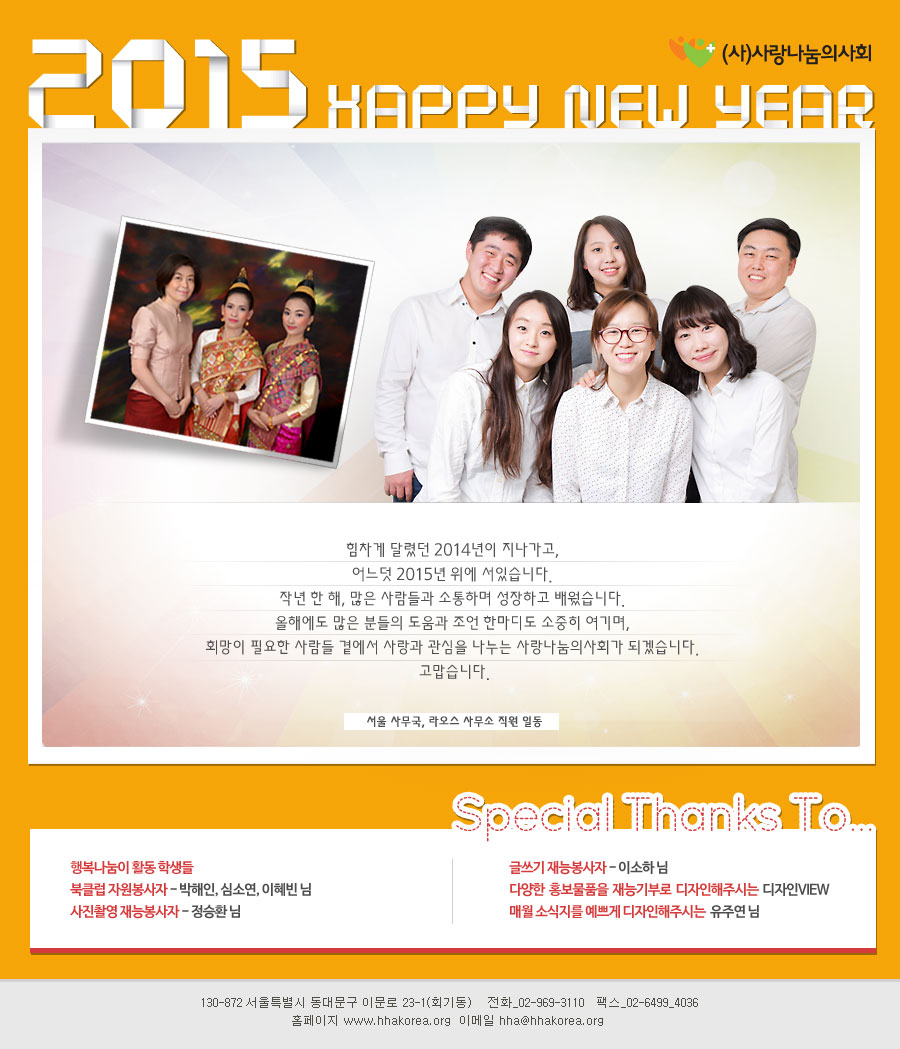 (사)사랑나눔의사회
2015 HAPPY NEW YEAR
힘차게 달렸던 2014년이 지나가고,
어느덧 2015년 위에 서있습니다.
작년 한 해, 많은 사람들과 소통하며 성장하고 배웠습니다.
올해에도 많은 분들의 도움과 조언 한마디도 소중히 여기며,
희망이 필요한 사람들 곁에서 사랑과 관심을 나누는 사랑나눔의사회가 되겠습니다.
고맙습니다.
서울 사무국, 라오스 사무소 직원 일동
Special Thanks To...
행복나눔이 활동 학생들
북클럽 자원봉사자 - 박해인, 심소연, 이혜빈 님
사진촬영 재능봉사자 - 정승환 님
글쓰기 재능봉사자 - 이소하 님
다양한 홍보물품을 재능기부로 디자인해주시는 디자인VIEW
매월 소식지를 예쁘게 디자인해주시는 유주연 님
130-872 서울특별시 동대문구 이문로 23-1(회기동) 전화_02-969-3110 팩스_02-6499_4036
홈페이지 www.hhakorea.org 이메일 hha@hhakorea.org